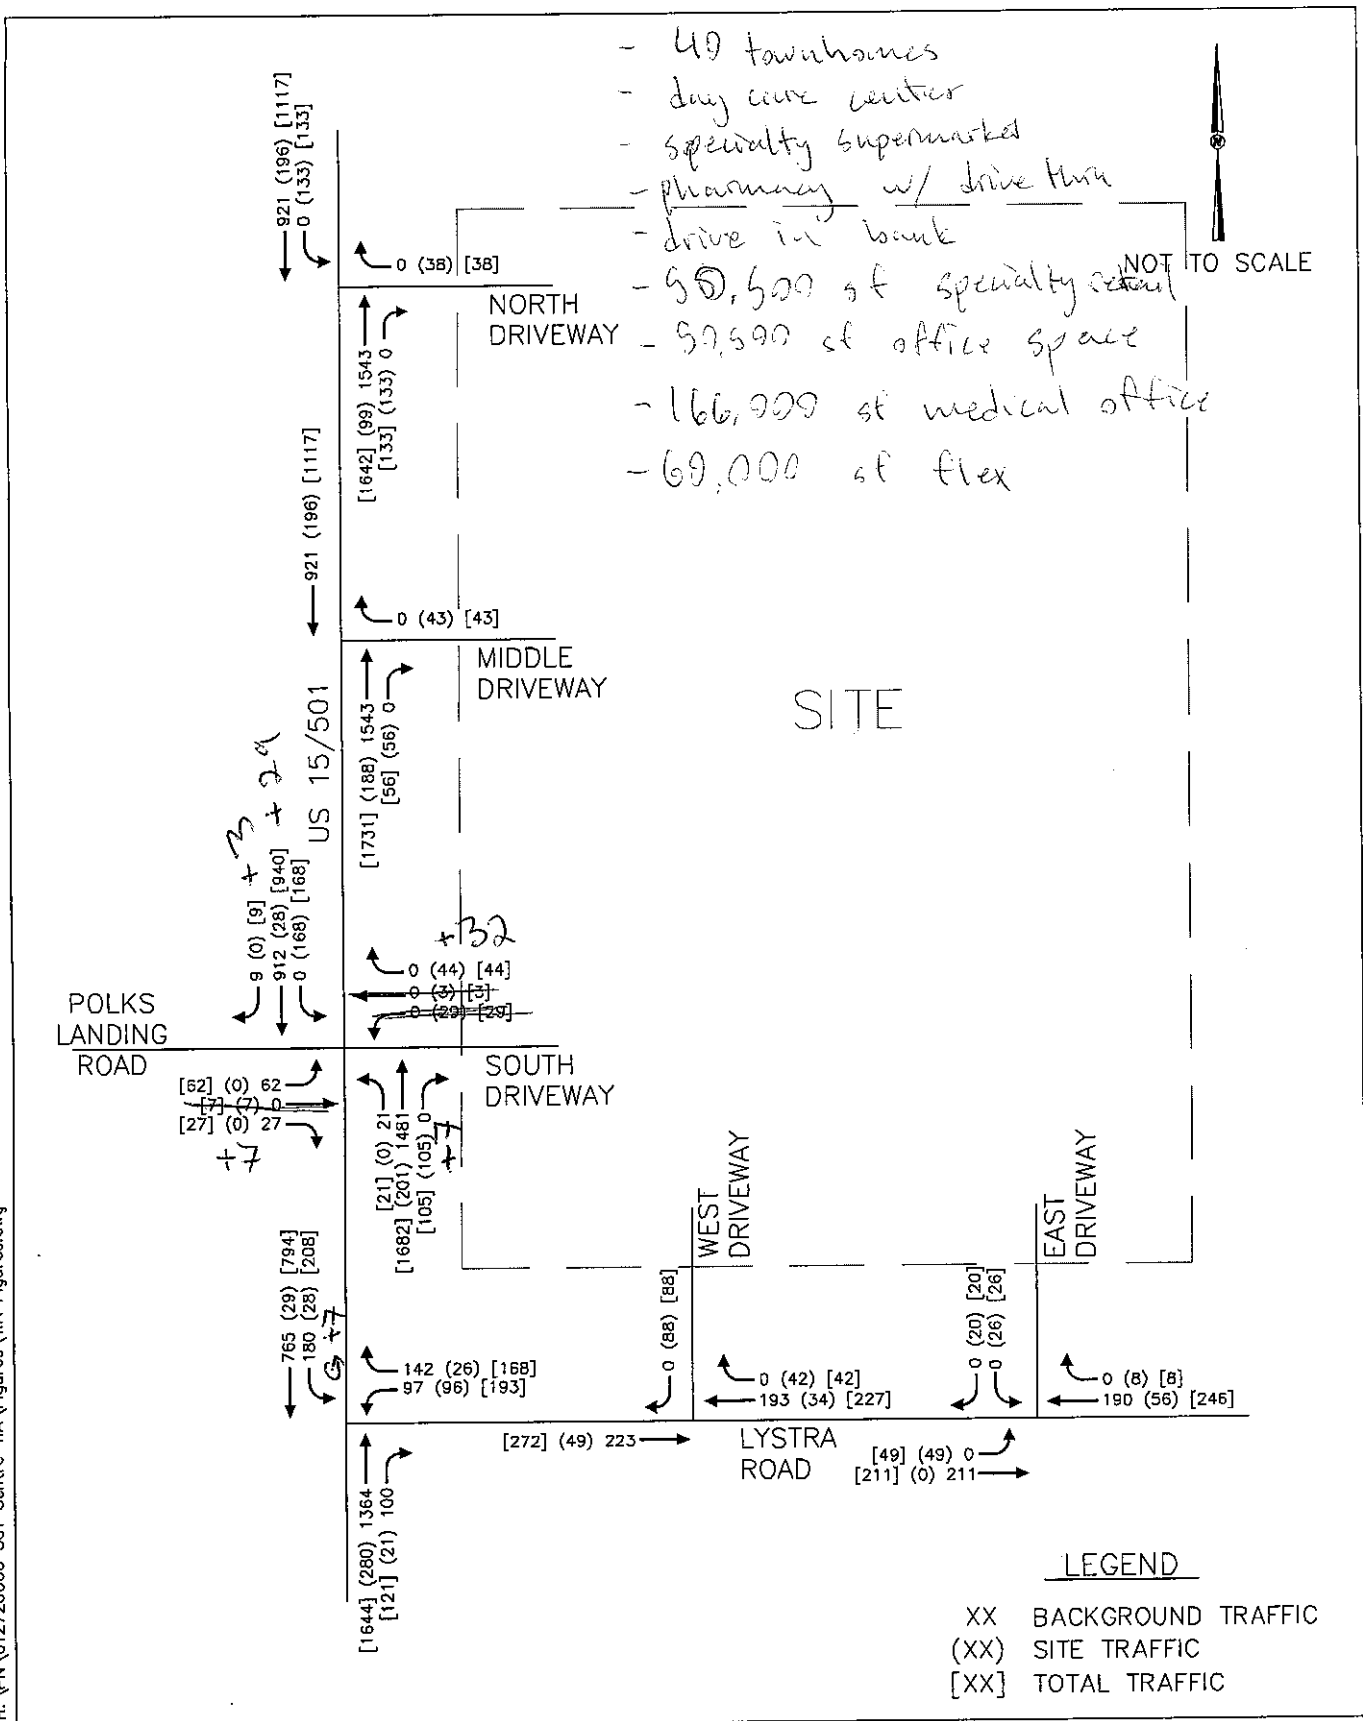 - 40 townhomes
- day care center
- specialty supermarket
- pharmacy w/ drive thru
- drive in bank
- 50,500 sf specialty retail
- 50,500 sf office space
- 166,000 sf medical office
- 60,000 sf flex
NOT TO SCALE
921 (196) [1117]
0 (133) [133]
0 (38) [38]
NORTH
DRIVEWAY
[1642] (99) 1543
[133] (133) 0
921 (196) [1117]
0 (43) [43]
MIDDLE
DRIVEWAY
SITE
US 15/501
[1731] (188) 1543
[56] (56) 0
9 (0) [9] +3
912 (28) [940] +29
0 (168) [168]
+32
0 (44) [44]
0 (3) [3]
0 (29) [29]
POLKS
LANDING
ROAD
SOUTH
DRIVEWAY
[62] (0) 62
[7] (7) 0
[27] (0) 27
+7
[21] (0) 21
[1682] (201) 1481
[105] (105) 0
+7
WEST
DRIVEWAY
EAST
DRIVEWAY
765 (29) [794]
180 (28) [208]
+7
142 (26) [168]
97 (96) [193]
0 (88) [88]
0 (42) [42]
193 (34) [227]
0 (20) [20]
0 (26) [26]
0 (8) [8]
190 (56) [246]
[272] (49) 223
LYSTRA
ROAD
[49] (49) 0
[211] (0) 211
[1644] (280) 1364
[121] (21) 100
LEGEND
XX BACKGROUND TRAFFIC
(XX) SITE TRAFFIC
[XX] TOTAL TRAFFIC